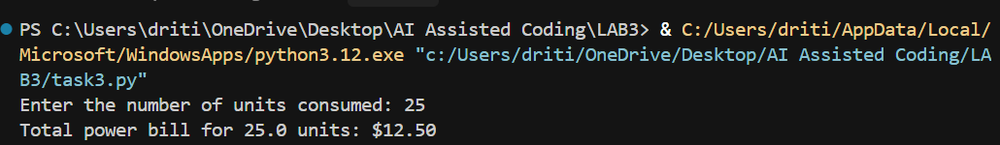 PS C:\Users\driti\OneDrive\Desktop\AI Assisted Coding\LAB3> & C:/Users/driti/AppData/Local/
Microsoft/WindowsApps/python3.12.exe "c:/Users/driti/OneDrive/Desktop/AI Assisted Coding/LA
B3/task3.py"
Enter the number of units consumed: 25
Total power bill for 25.0 units: $12.50